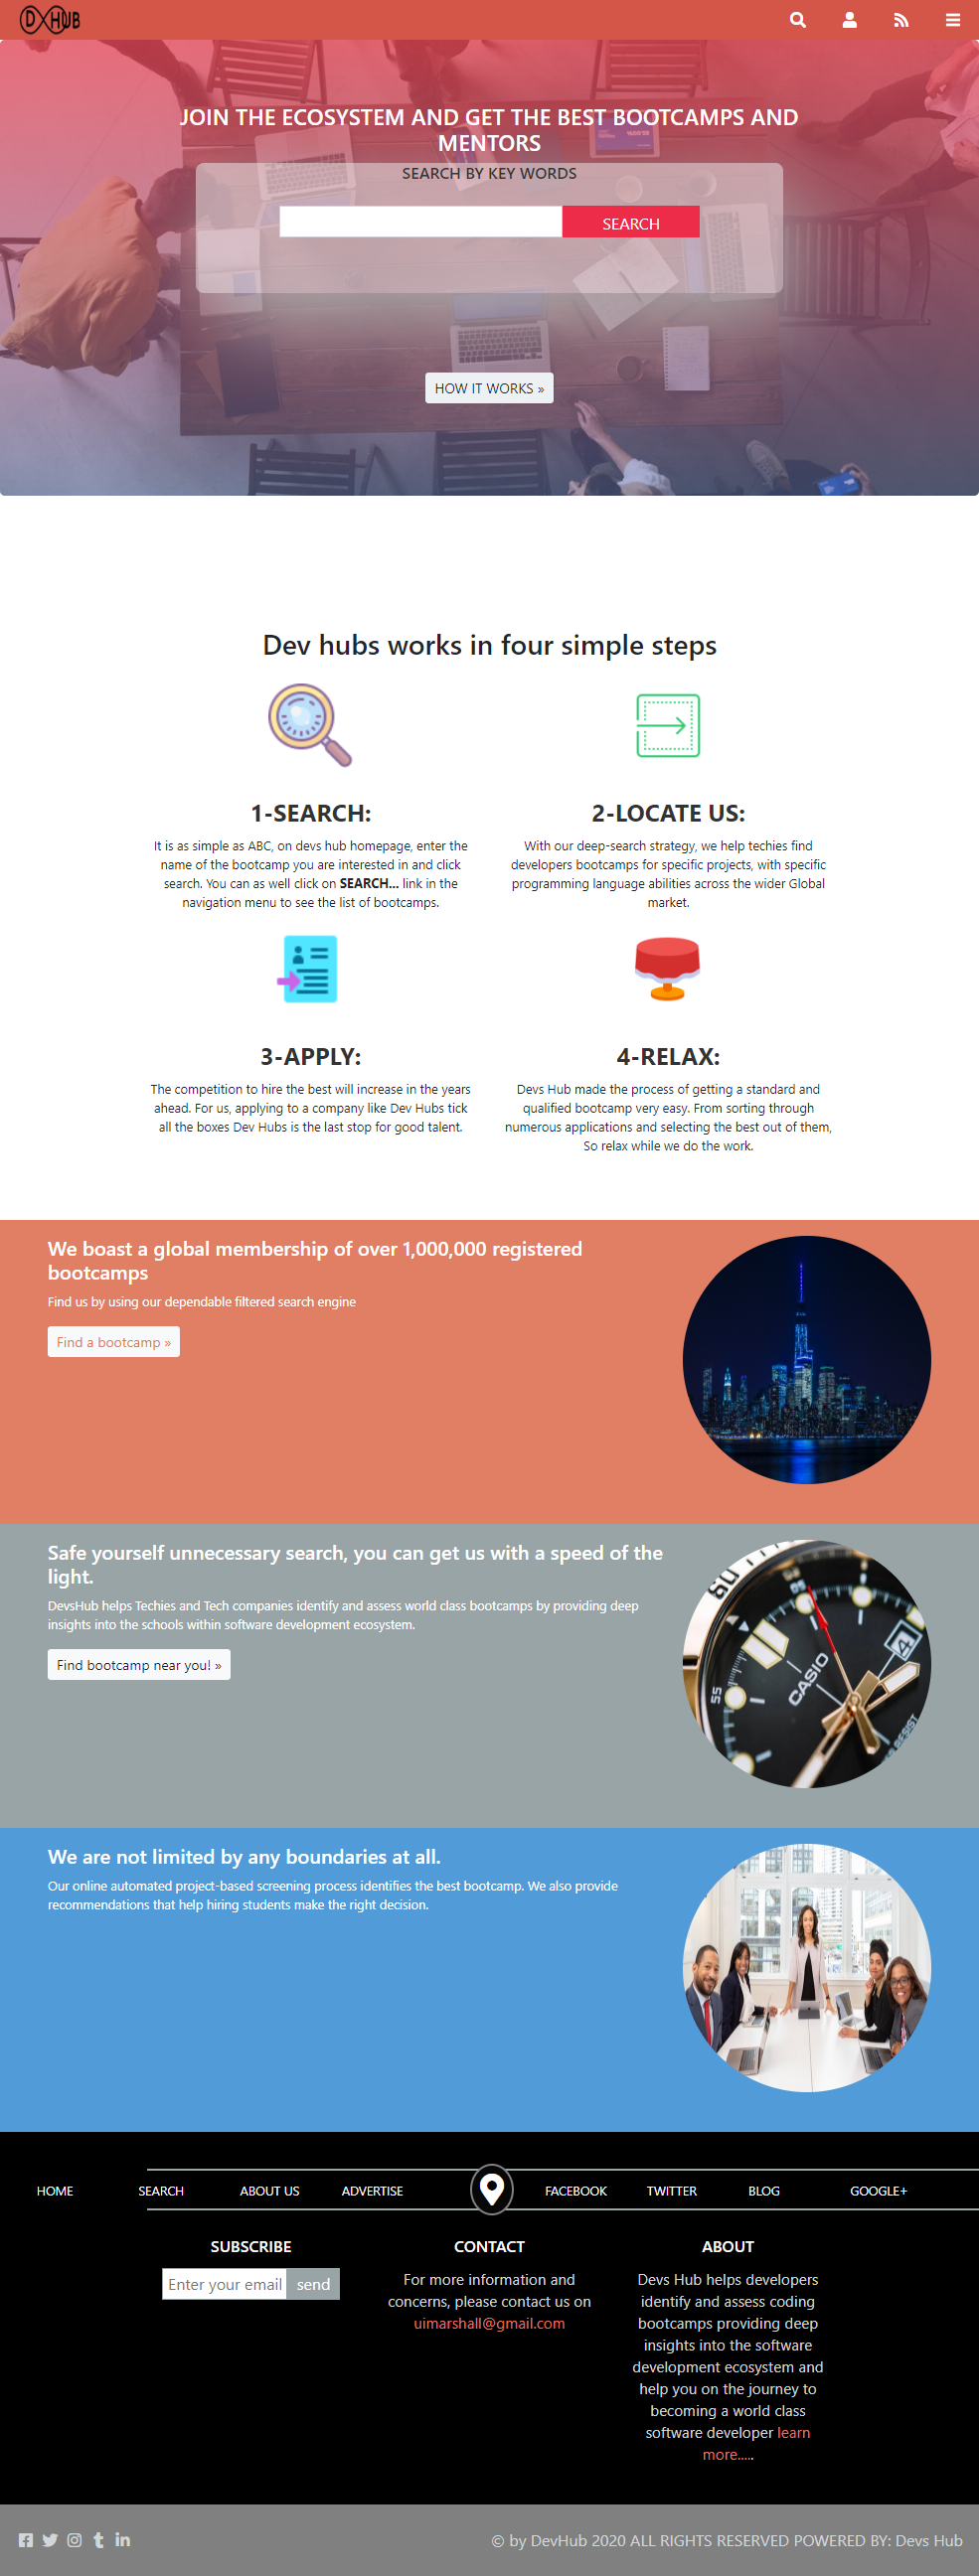 D HUB
JOIN THE ECOSYSTEM AND GET THE BEST BOOTCAMPS AND
MENTORS
SEARCH BY KEY WORDS
SEARCH
HOW IT WORKS »
Dev hubs works in four simple steps
1-SEARCH:
It is as simple as ABC, on devs hub homepage, enter the
name of the bootcamp you are interested in and click
search. You can as well click on SEARCH... link in the
navigation menu to see the list of bootcamps.
2-LOCATE US:
With our deep-search strategy, we help techies find
developers bootcamps for specific projects, with specific
programming language abilities across the wider Global
market.
3-APPLY:
The competition to hire the best will increase in the years
ahead. For us, applying to a company like Dev Hubs tick
all the boxes Dev Hubs is the last stop for good talent.
4-RELAX:
Devs Hub made the process of getting a standard and
qualified bootcamp very easy. From sorting through
numerous applications and selecting the best out of them,
So relax while we do the work.
We boast a global membership of over 1,000,000 registered
bootcamps
Find us by using our dependable filtered search engine
Find a bootcamp »
Safe yourself unnecessary search, you can get us with a speed of the
light.
DevsHub helps Techies and Tech companies identify and assess world class bootcamps by providing deep
insights into the schools within software development ecosystem.
Find bootcamp near you! »
60
55
4
CASIO
RESIST
We are not limited by any boundaries at all.
Our online automated project-based screening process identifies the best bootcamp. We also provide
recommendations that help hiring students make the right decision.
HOME SEARCH ABOUT US ADVERTISE FACEBOOK TWITTER BLOG GOOGLE+
SUBSCRIBE
Enter your email send
CONTACT
For more information and
concerns, please contact us on
uimarshall@gmail.com
ABOUT
Devs Hub helps developers
identify and assess coding
bootcamps providing deep
insights into the software
development ecosystem and
help you on the journey to
becoming a world class
software developer learn
more.....
© by DevHub 2020 ALL RIGHTS RESERVED POWERED BY: Devs Hub